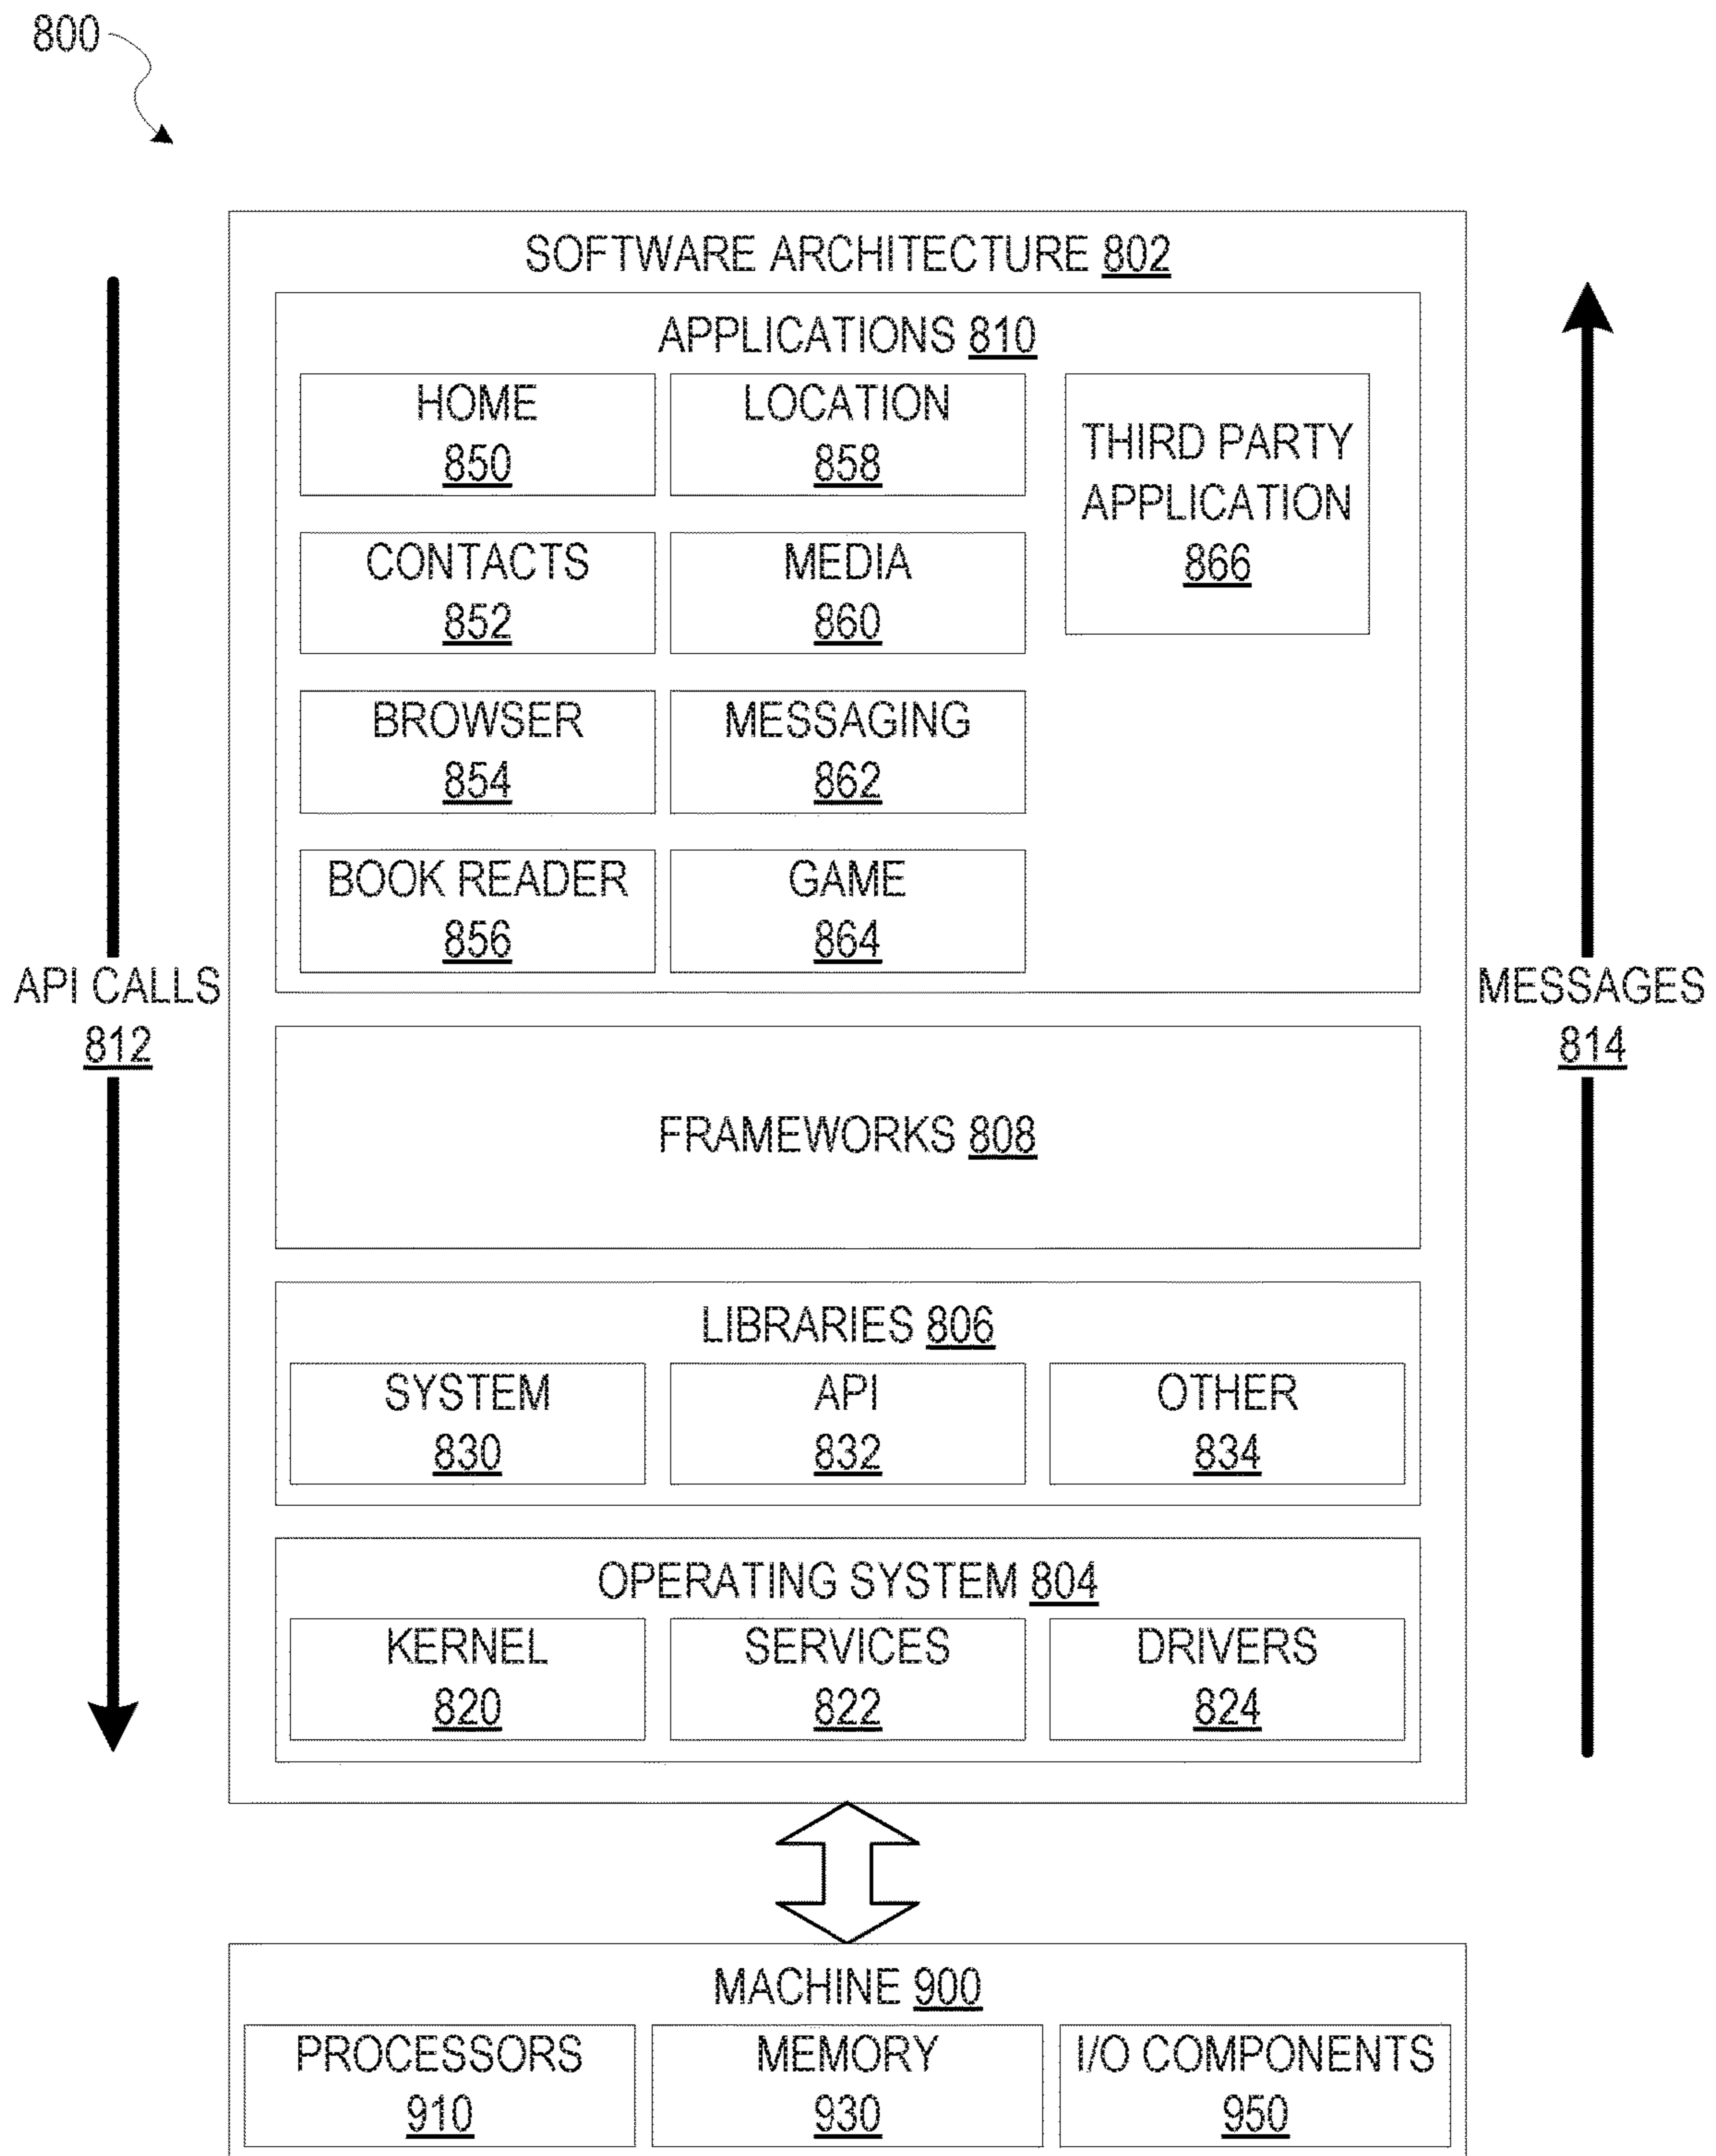 800
SOFTWARE ARCHITECTURE 802
APPLICATIONS 810
HOME
850
LOCATION
858
THIRD PARTY
APPLICATION
866
CONTACTS
852
MEDIA
860
BROWSER
854
MESSAGING
862
BOOK READER
856
GAME
864
API CALLS
812
MESSAGES
814
FRAMEWORKS 808
LIBRARIES 806
SYSTEM
830
API
832
OTHER
834
OPERATING SYSTEM 804
KERNEL
820
SERVICES
822
DRIVERS
824
MACHINE 900
PROCESSORS
910
MEMORY
930
I/O COMPONENTS
950